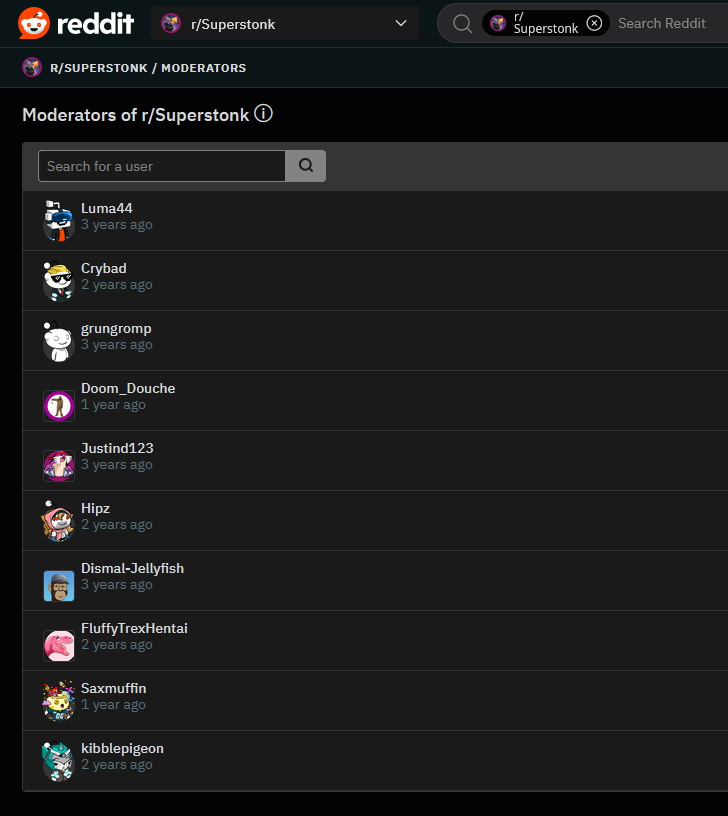 reddit
r/Superstonk
r/
Superstonk
Search Reddit
R/SUPERSTONK / MODERATORS
Moderators of r/Superstonk
Search for a user
Luma44
3 years ago
Crybad
2 years ago
grungromp
3 years ago
Doom_Douche
1 year ago
Justind123
3 years ago
Hipz
2 years ago
Dismal-Jellyfish
3 years ago
FluffyTrexHentai
2 years ago
Saxmuffin
1 year ago
kibblepigeon
2 years ago